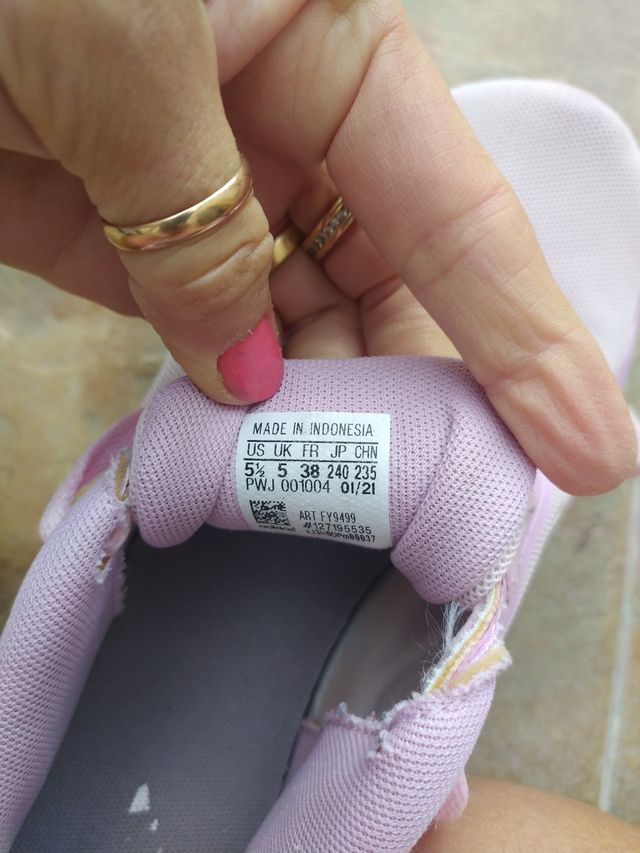 MADE IN INDONESIA
US UK FR JP CHN
5½ 5 38 240 235
PWJ 001004 01/21
ART FY9499
#127195535